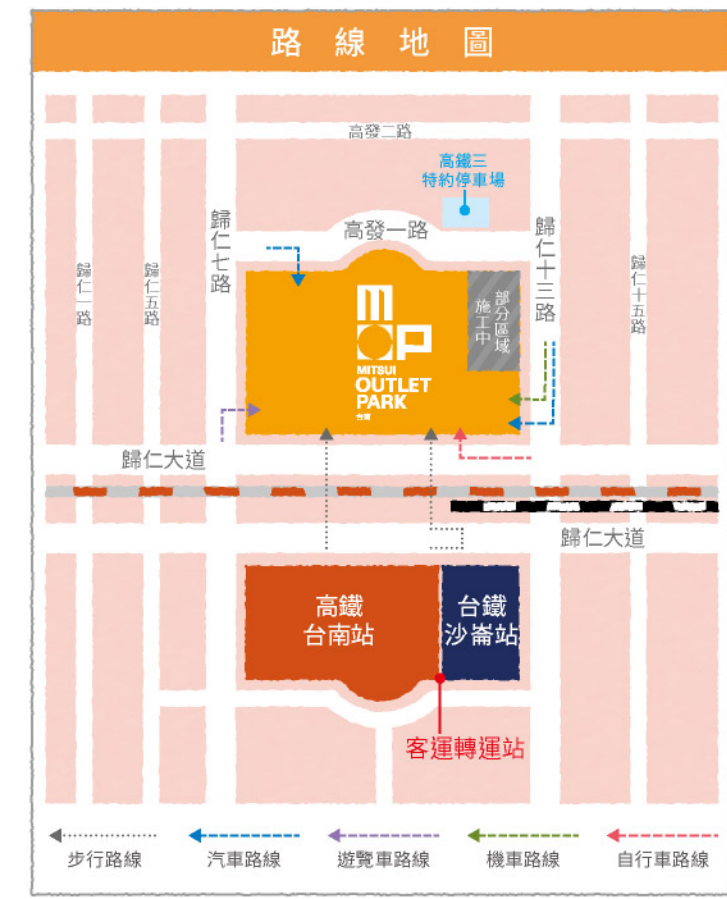 路線地圖
高發二路
高鐵三
特約停車場
高發一路
歸仁七路
歸仁十三路
歸仁一路
歸仁五路
歸仁十五路
部分區域
施工中
MOP
MITSUI
OUTLET
PARK
台南
歸仁大道
歸仁大道
高鐵
台南站
台鐵
沙崙站
客運轉運站
步行路線
汽車路線
遊覽車路線
機車路線
自行車路線